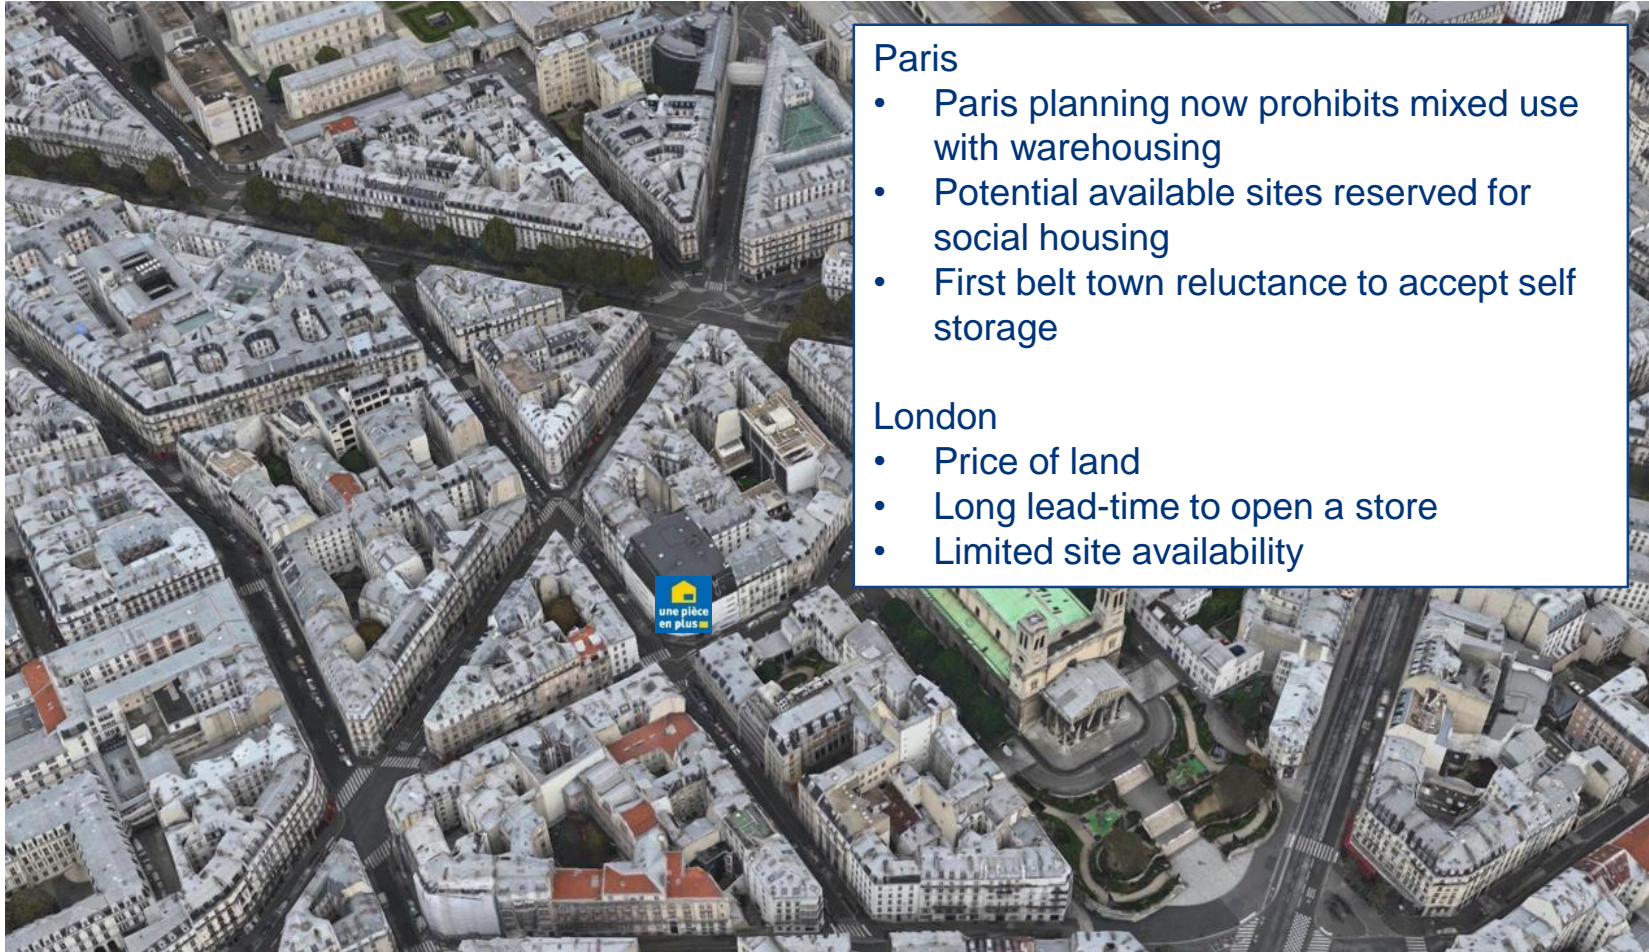 Paris
• Paris planning now prohibits mixed use
with warehousing
• Potential available sites reserved for
social housing
• First belt town reluctance to accept self
storage
London
• Price of land
• Long lead-time to open a store
• Limited site availability
une pièce
en plus